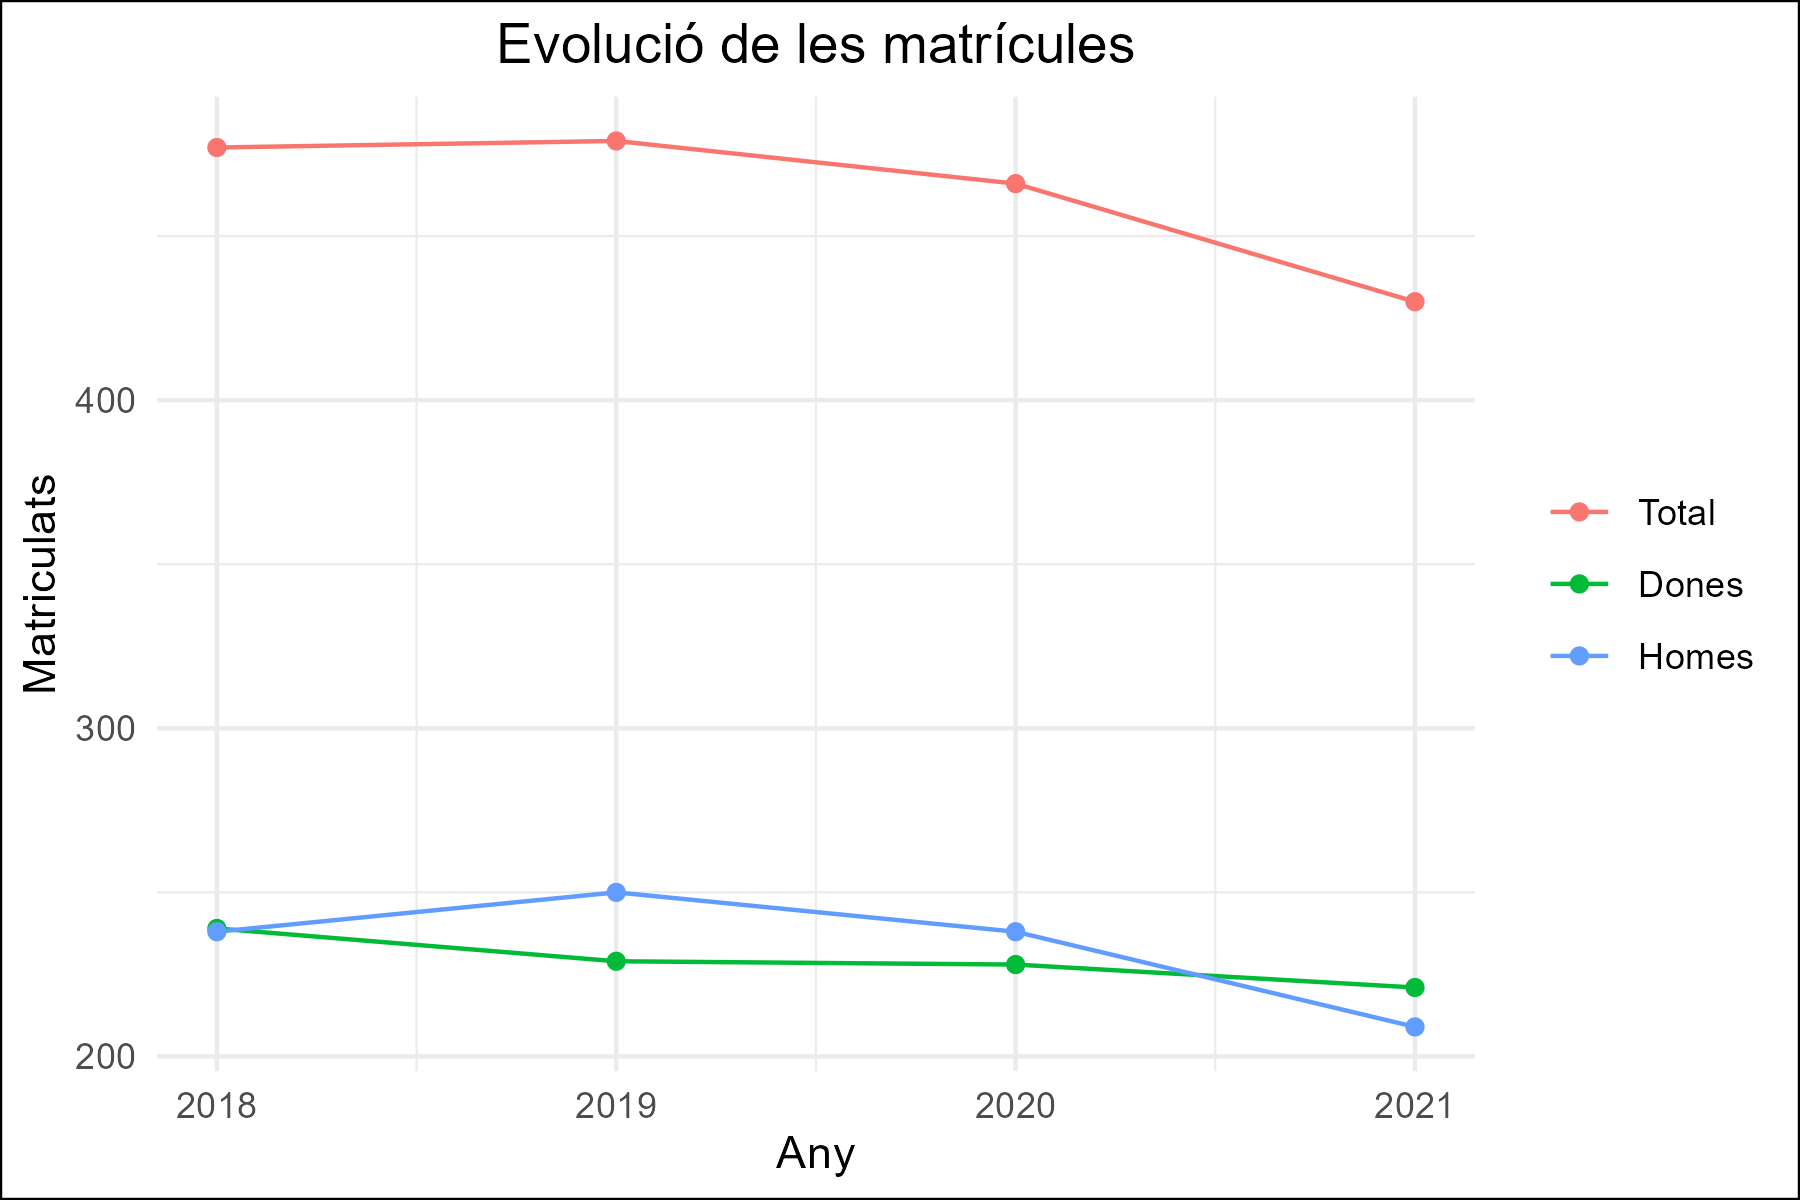 Evolució de les matrícules
Matriculats
400
300
200
2018 2019 2020 2021
Any
Total
Dones
Homes